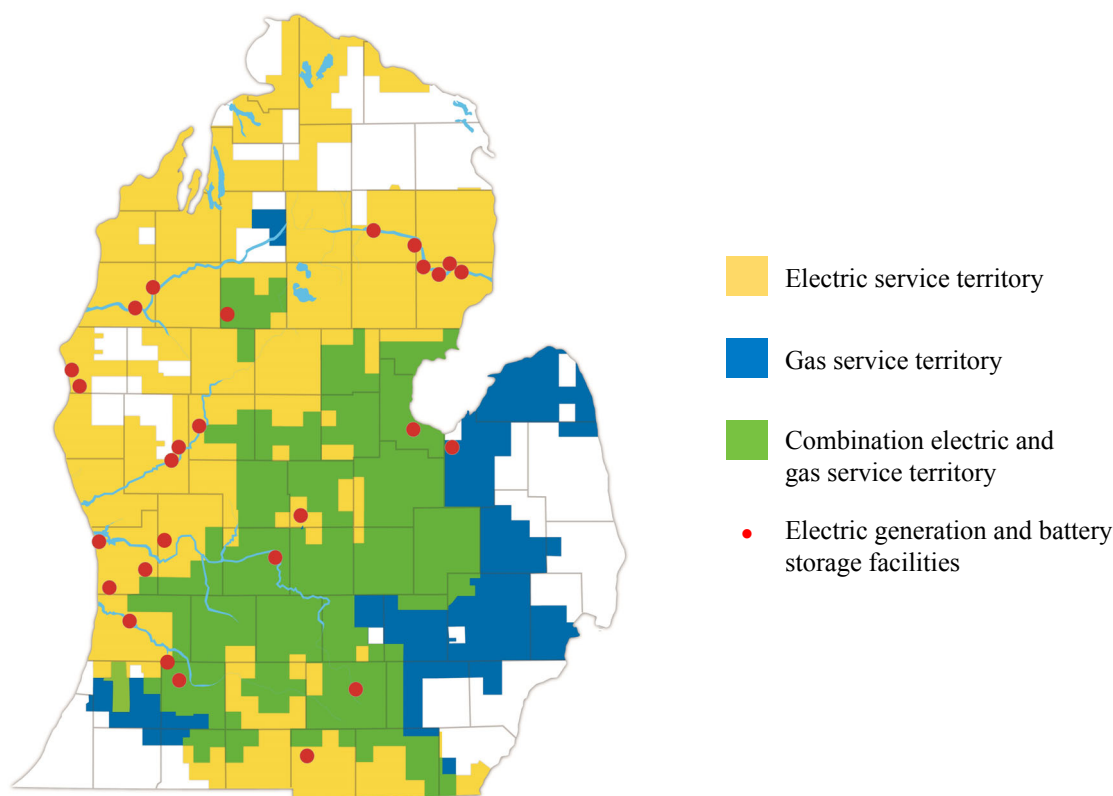 Electric service territory
Gas service territory
Combination electric and
gas service territory
Electric generation and battery
storage facilities